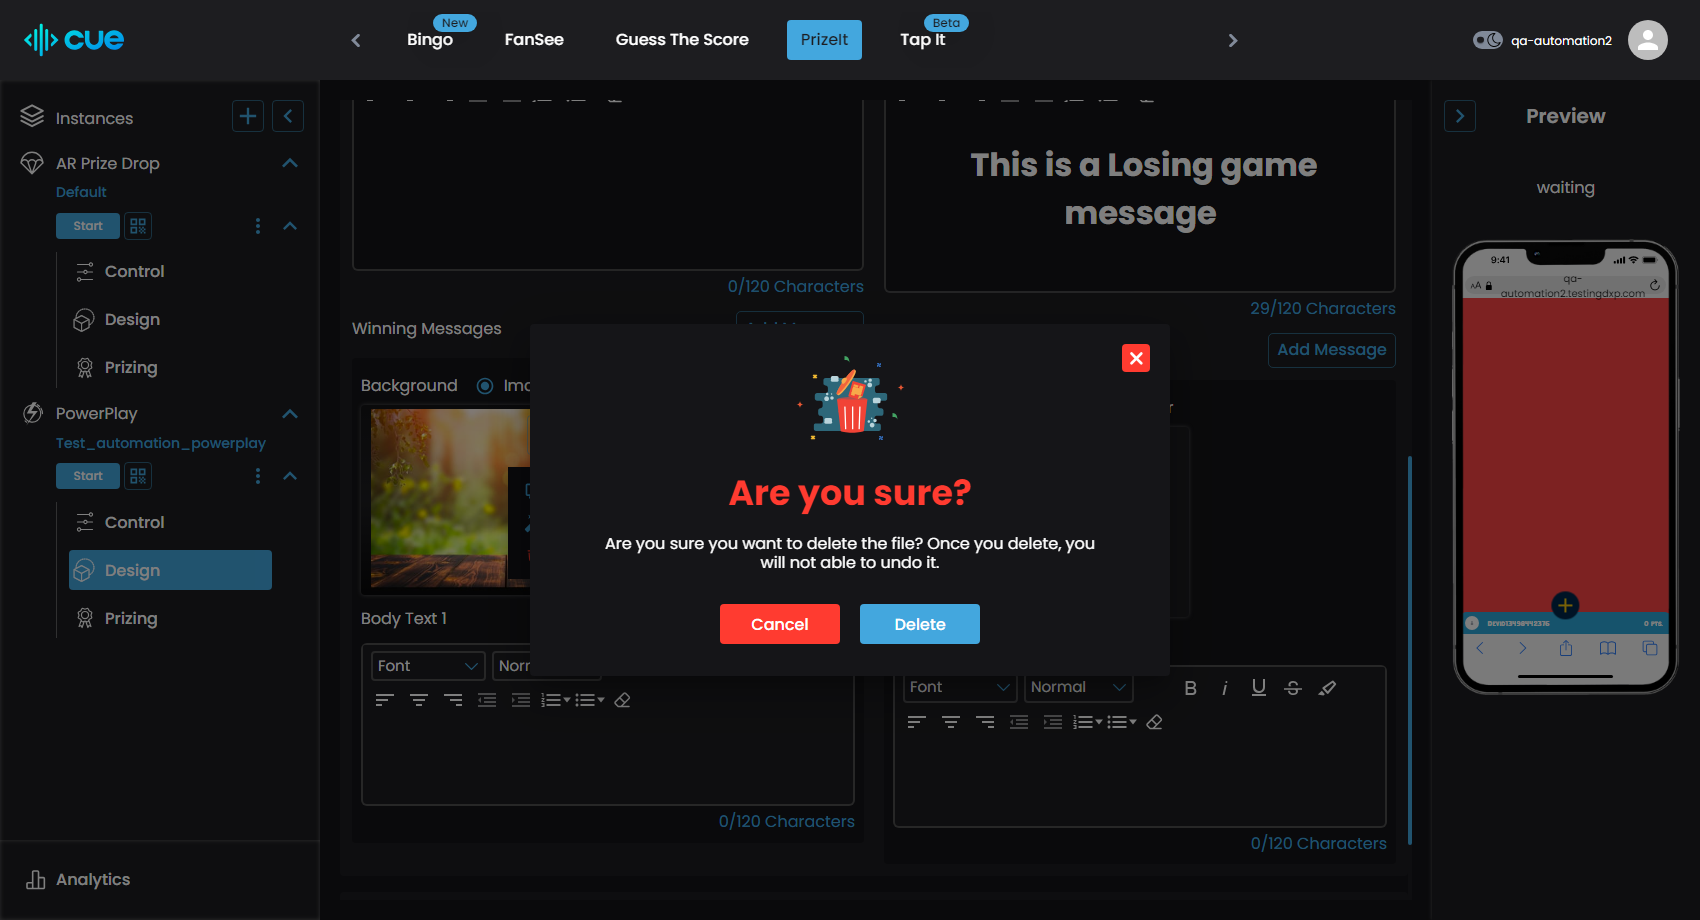 cue
Bingo
New
FanSee
Guess The Score
PrizeIt
Tap It
Beta
qa-automation2
Instances
AR Prize Drop
Default
Start
Control
Design
Prizing
PowerPlay
Test_automation_powerplay
Start
Control
Design
Prizing
Analytics
This is a Losing game
message
0/120 Characters
29/120 Characters
Winning Messages
Add Message
Background
Body Text 1
Font
0/120 Characters
Font
Normal
B i U S
0/120 Characters
Are you sure?
Are you sure you want to delete the file? Once you delete, you
will not able to undo it.
Cancel
Delete
Preview
waiting
9:41
AA
qa-
automation2.testingdxp.com
0 PTS.